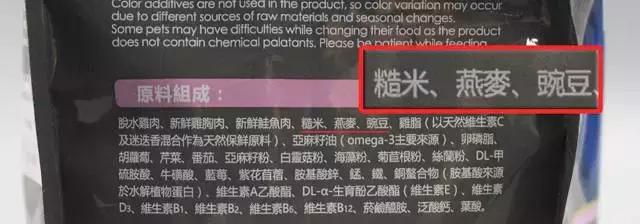 Color additives are not used in the product, so color variation may occur
due to different sources of raw materials and seasonal changes.
Some pets may have difficulties while changing their food as the product
does not contain chemical palatants. Please be patient while feeding
糙米、燕麥、豌豆、
原料組成：
脫水雞肉、新鮮雞胸肉、新鮮鮭魚肉、糙米、燕麥、豌豆、雞脂（以天然維生素C
及迷迭香混合作為天然保鮮原料）、亞麻籽油（omega-3主要來源）、卵磷脂、
胡蘿蔔、芹菜、番茄、亞麻籽粉、白靈菇粉、海藻粉、菊苣根粉、絲蘭粉、DL-甲
硫胺酸、牛磺酸、藍莓、紫花苜蓿、胺基酸鋅、錳、鐵、銅螯合物（胺基酸來源
於水解植物蛋白）、維生素A乙酸酯、DL-α-生育酚乙酸酯（維生素E）、維生素
D₃、維生素B₁、維生素B₂、維生素B₆、維生素B₁₂、菸鹼醯胺、泛酸鈣、葉酸。